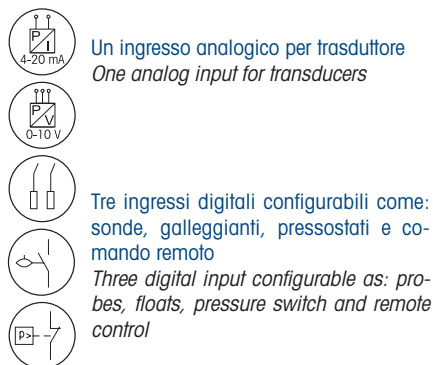 P
I
4-20 mA
Un ingresso analogico per trasduttore
One analog input for transducers
P
V
0-10 V
Tre ingressi digitali configurabili come:
sonde, galleggianti, pressostati e co-
mando remoto
Three digital input configurable as: pro-
bes, floats, pressure switch and remote
control
p>